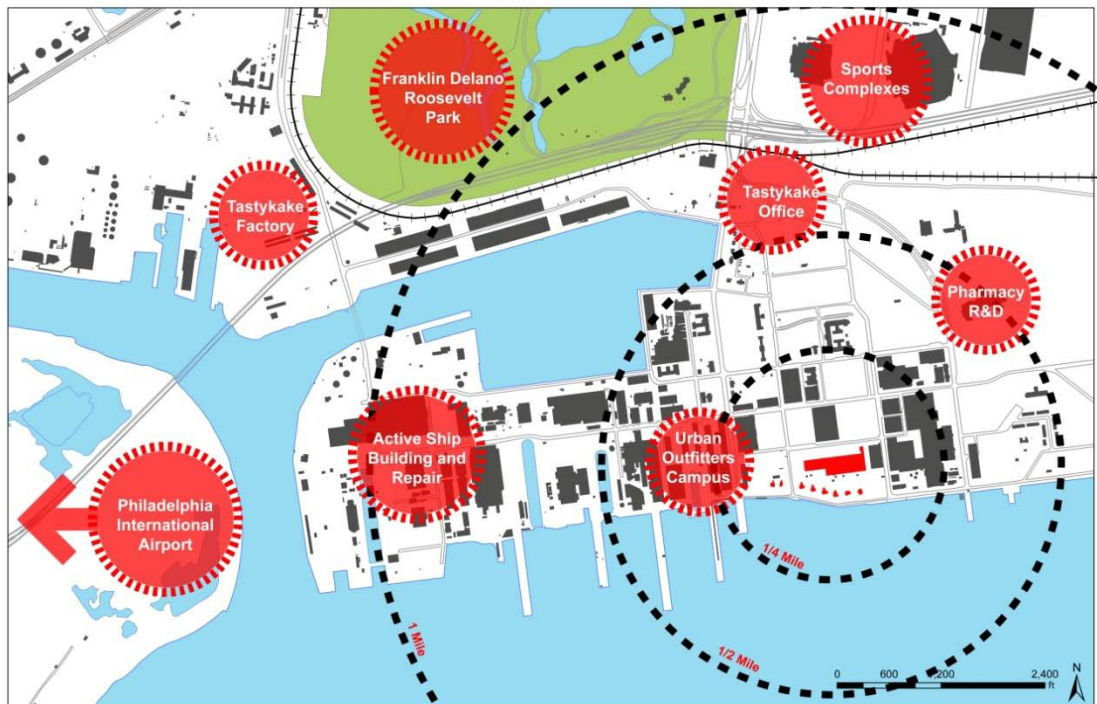 Franklin Delano
Roosevelt
Park
Sports
Complexes
Tastykake
Factory
Tastykake
Office
Pharmacy
R&D
Active Ship
Building and
Repair
Urban
Outfitters
Campus
Philadelphia
International
Airport
1/4 Mile
1/2 Mile
1 Mile
0 600 1,200 2,400
ft
N